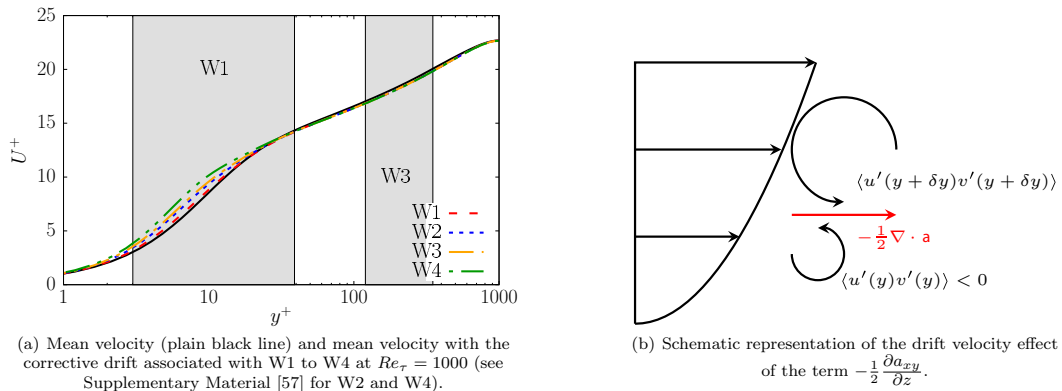 25
20
15
10
5
0
U⁺
1
10
100
1000
y⁺
W1
W3
W1
W2
W3
W4
(a) Mean velocity (plain black line) and mean velocity with the
corrective drift associated with W1 to W4 at Re_τ = 1000 (see
Supplementary Material [57] for W2 and W4).
⟨u′(y + δy)v′(y + δy)⟩
−½∇ · a
⟨u′(y)v′(y)⟩ < 0
(b) Schematic representation of the drift velocity effect
of the term −½ ∂a_xy/∂z.